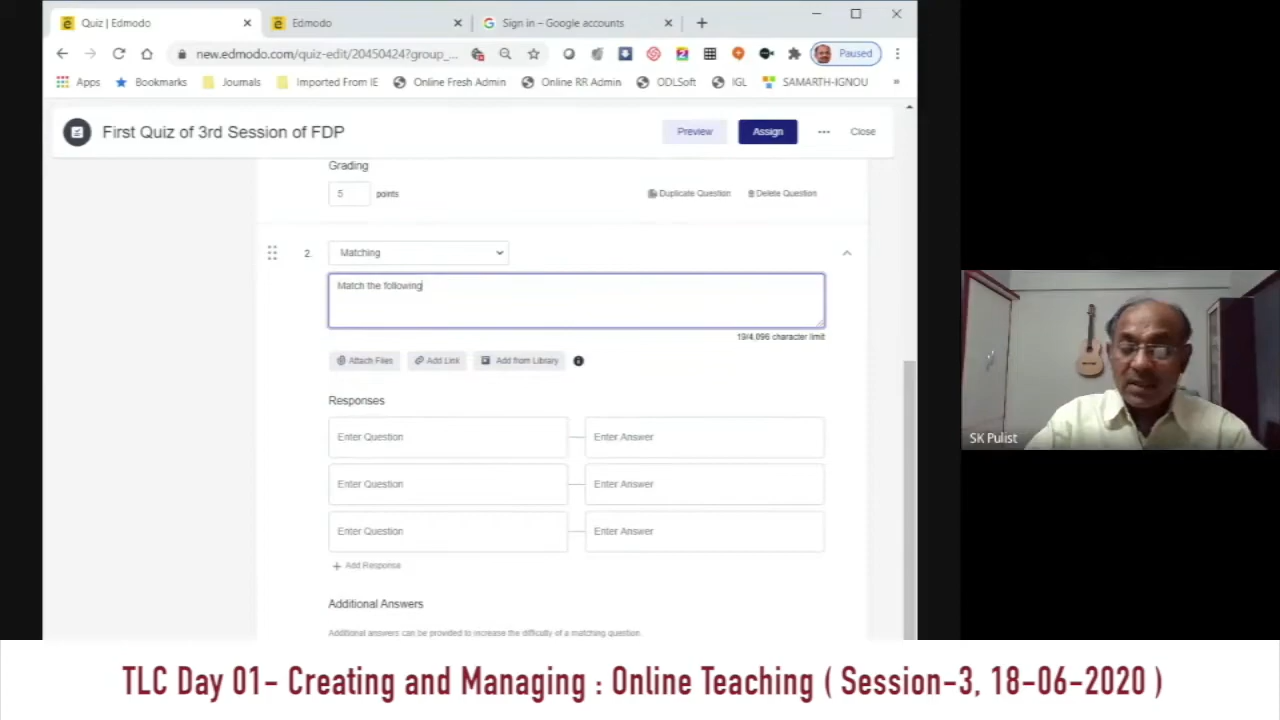 Quiz | Edmodo
Edmodo
Sign in – Google accounts
new.edmodo.com/quiz-edit/20450424?group_...
Paused
Apps
Bookmarks
Journals
Imported From IE
Online Fresh Admin
Online RR Admin
ODLSoft
IGL
SAMARTH-IGNOU
»
First Quiz of 3rd Session of FDP
Preview
Assign
Close
Grading
5 points
Duplicate Question
Delete Question
2. Matching
Match the following
19/4,096 character limit
Attach Files
Add Link
Add from Library
Responses
Enter Question
Enter Answer
Enter Question
Enter Answer
Enter Question
Enter Answer
+ Add Response
Additional Answers
Additional answers can be provided to increase the difficulty of a matching question.
SK Pulist
TLC Day 01- Creating and Managing : Online Teaching ( Session-3, 18-06-2020 )